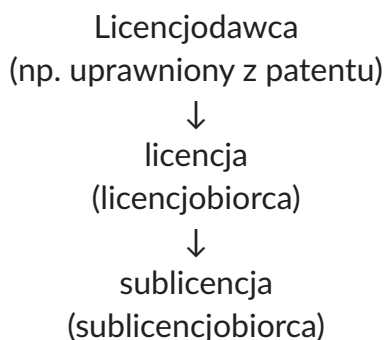 Licencjodawca
(np. uprawniony z patentu)
↓
licencja
(licencjobiorca)
↓
sublicencja
(sublicencjobiorca)